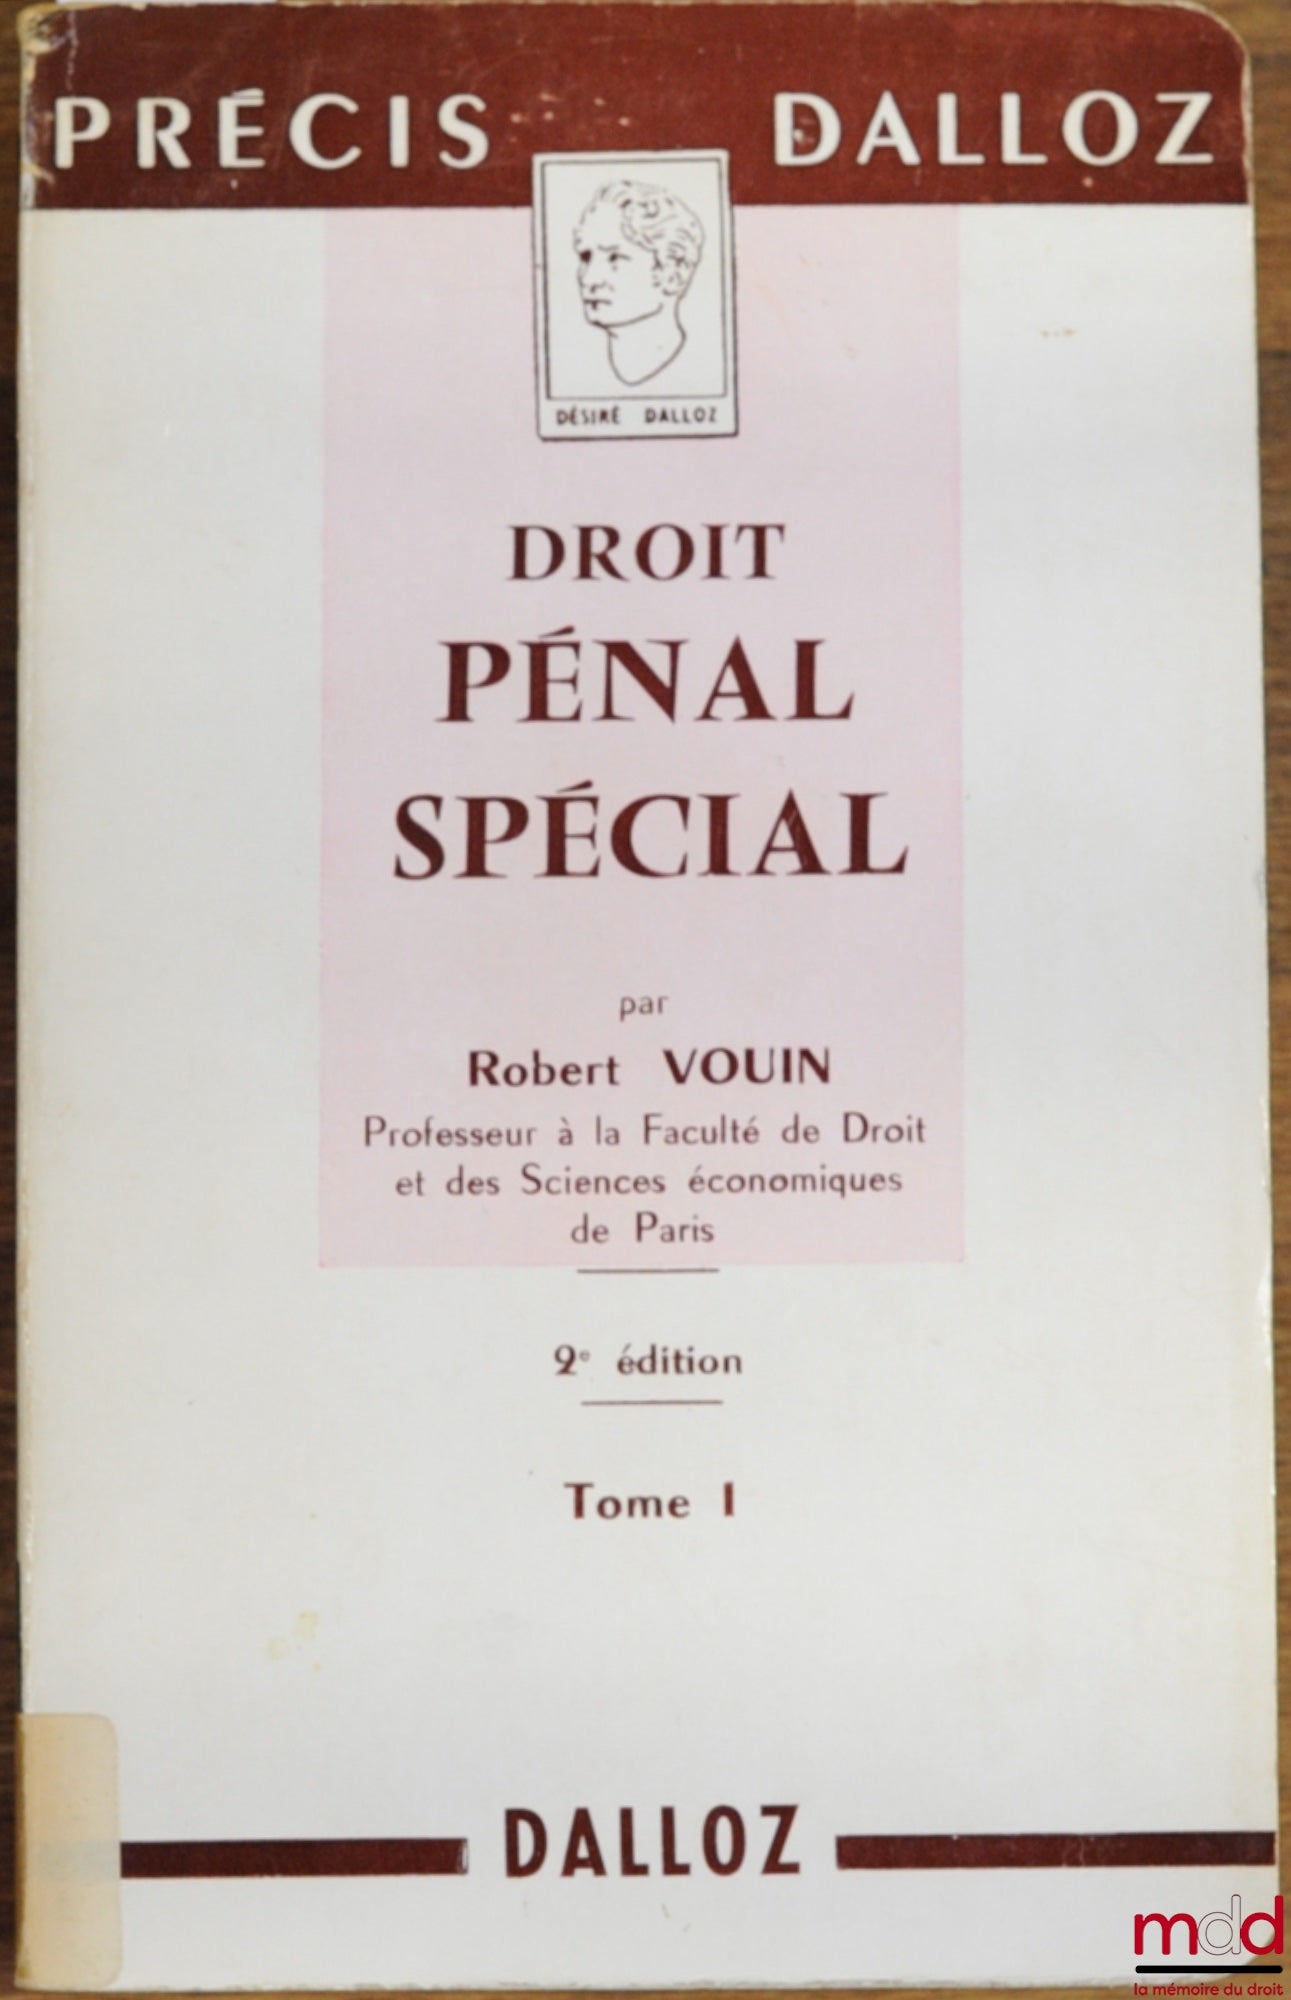 PRÉCIS DALLOZ
DÉSIRÉ DALLOZ
DROIT
PÉNAL
SPÉCIAL
par
Robert VOUIN
Professeur à la Faculté de Droit
et des Sciences économiques
de Paris
2e édition
Tome I
DALLOZ
mdd
la mémoire du droit